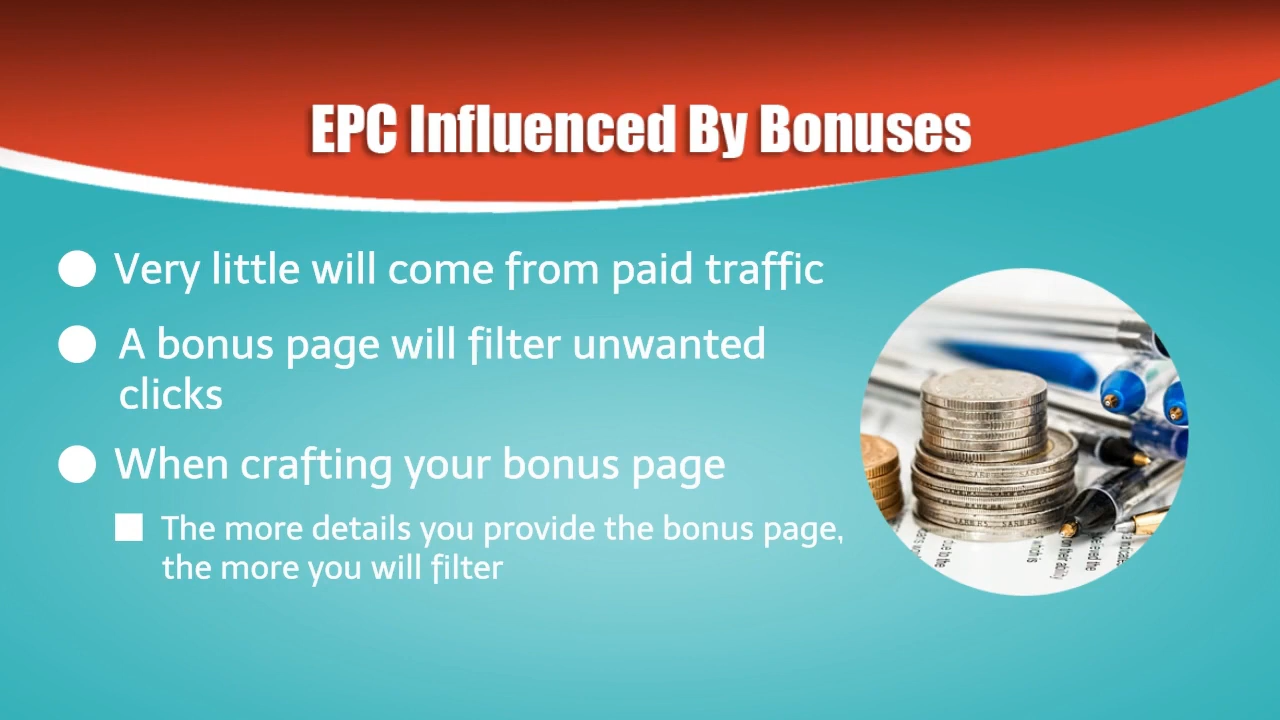 EPC Influenced By Bonuses
Very little will come from paid traffic
A bonus page will filter unwanted
clicks
When crafting your bonus page
The more details you provide the bonus page,
the more you will filter